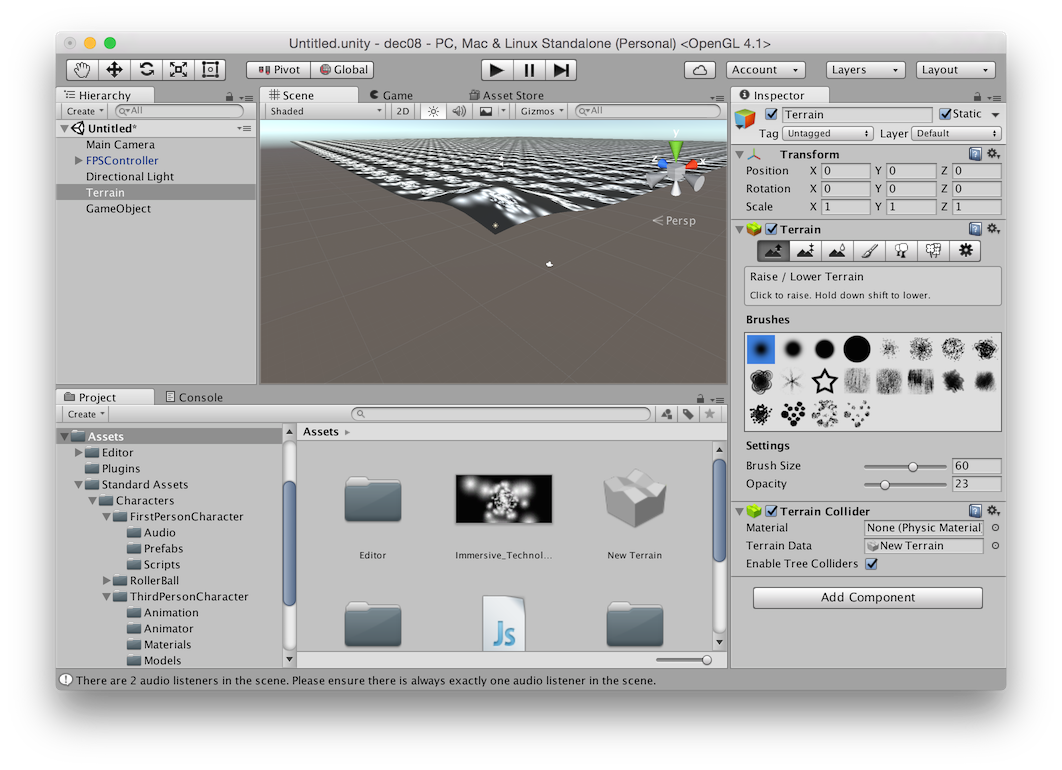 Untitled.unity - dec08 - PC, Mac & Linux Standalone (Personal) <OpenGL 4.1>
Pivot Global Account Layers Layout
Hierarchy
Create All
Untitled*
Main Camera
FPSController
Directional Light
Terrain
GameObject
Scene Game Asset Store
Shaded 2D Gizmos All
y
x
z
Persp
Inspector
Terrain Static
Tag Untagged Layer Default
Transform
Position X 0 Y 0 Z 0
Rotation X 0 Y 0 Z 0
Scale X 1 Y 1 Z 1
Terrain
Raise / Lower Terrain
Click to raise. Hold down shift to lower.
Brushes
Settings
Brush Size 60
Opacity 23
Terrain Collider
Material None (Physic Material)
Terrain Data New Terrain
Enable Tree Colliders
Add Component
Project Console
Create
Assets
Editor
Plugins
Standard Assets
Characters
FirstPersonCharacter
Audio
Prefabs
Scripts
RollerBall
ThirdPersonCharacter
Animation
Animator
Materials
Models
Assets
Editor Immersive_Technol... New Terrain
Js
There are 2 audio listeners in the scene. Please ensure there is always exactly one audio listener in the scene.